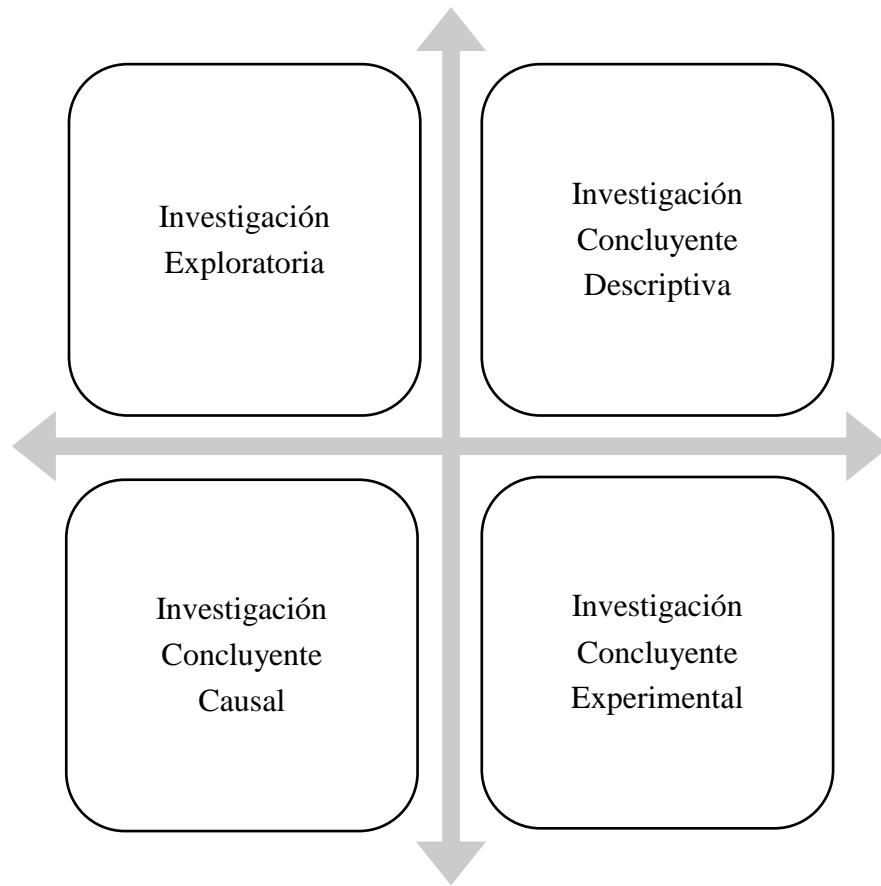 Investigación
Exploratoria
Investigación
Concluyente
Descriptiva
Investigación
Concluyente
Causal
Investigación
Concluyente
Experimental